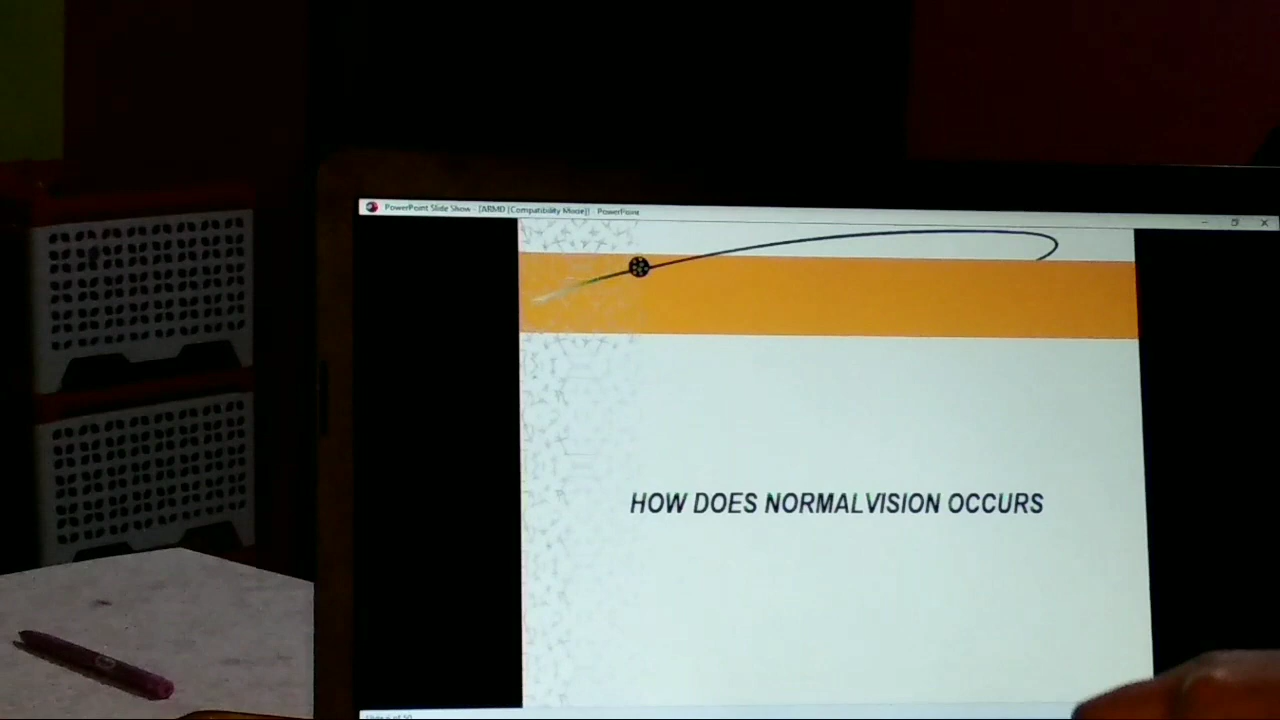 PowerPoint Slide Show - [ARMD [Compatibility Mode]] - PowerPoint
HOW DOES NORMALVISION OCCURS